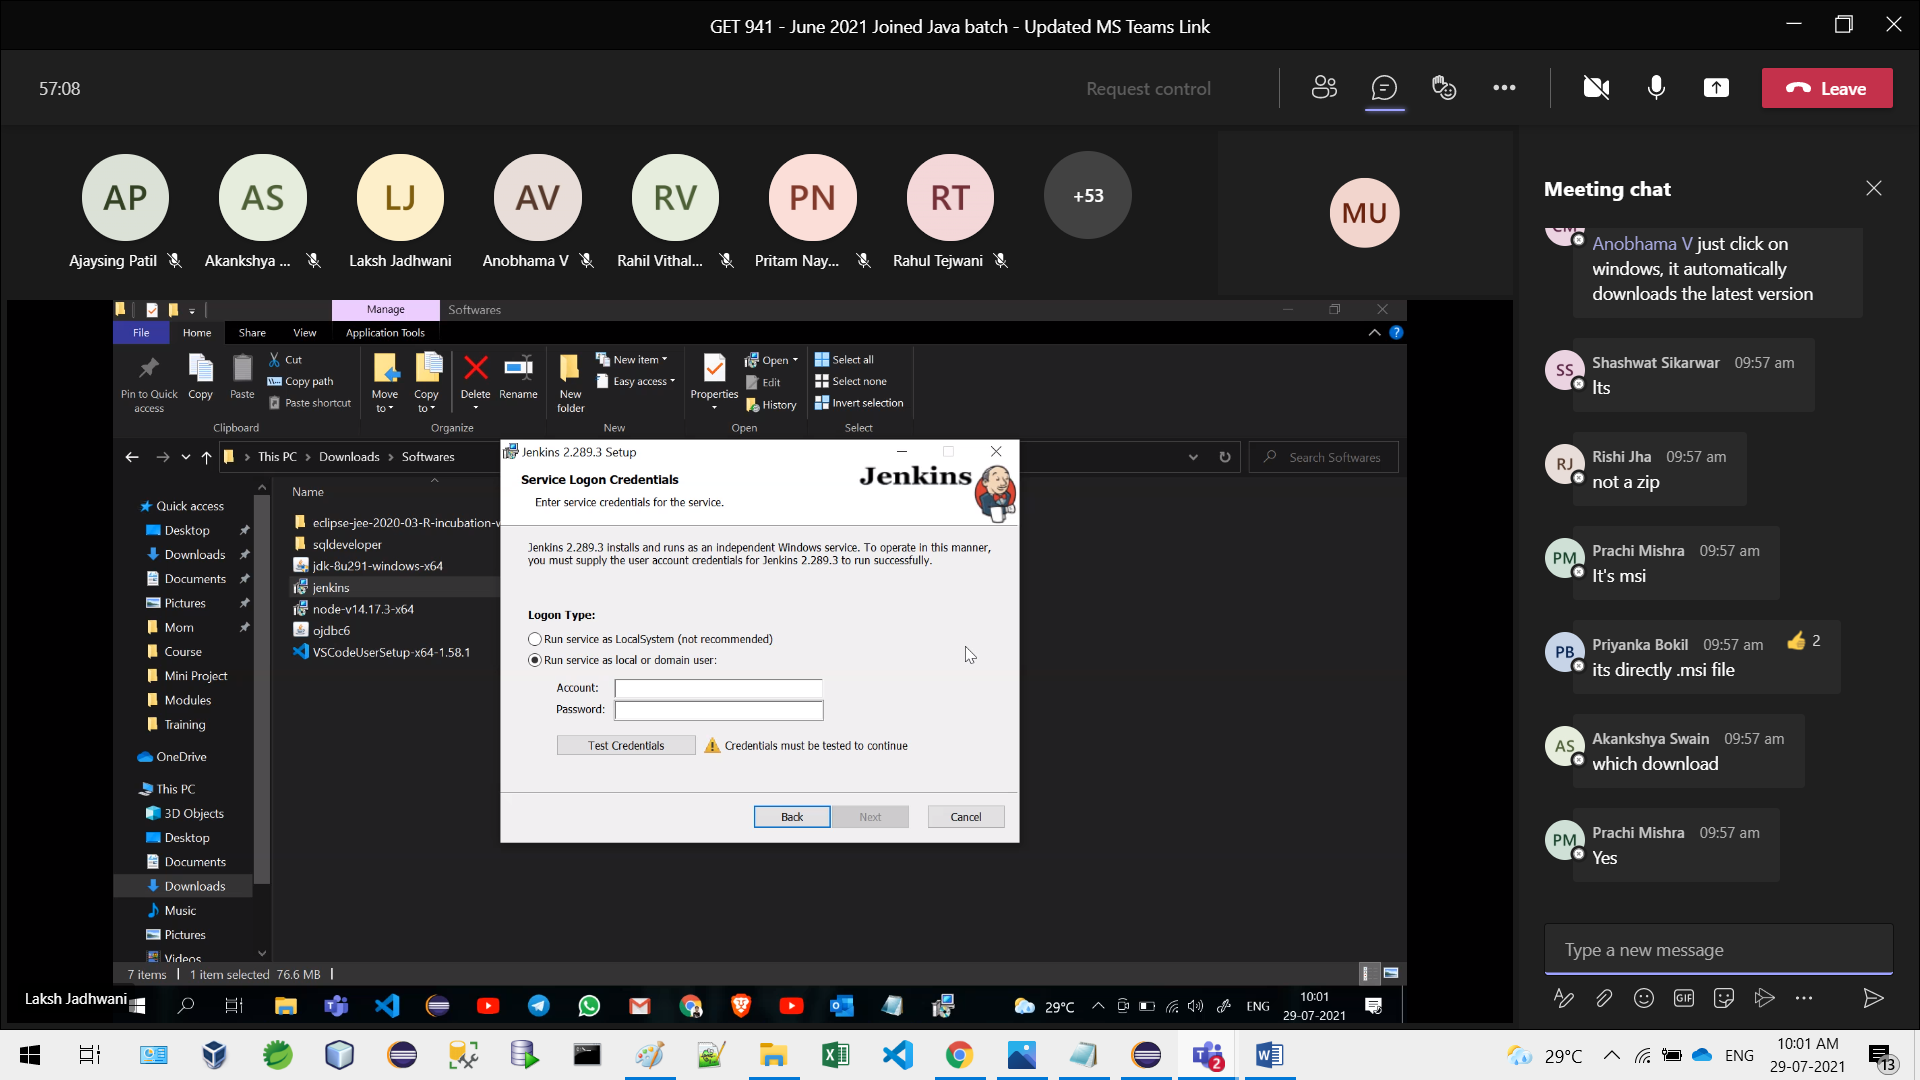 GET 941 - June 2021 Joined Java batch - Updated MS Teams Link
57:08
Request control
Leave
AP
AS
LJ
AV
RV
PN
RT
+53
MU
Ajaysing Patil
Akankshya ...
Laksh Jadhwani
Anobhama V
Rahil Vithal...
Pritam Nay...
Rahul Tejwani
Manage
Softwares
File
Home
Share
View
Application Tools
Pin to Quick access
Copy
Paste
Cut
Copy path
Paste shortcut
Clipboard
Move to
Copy to
Delete
Rename
Organize
New folder
New item
Easy access
New
Properties
Open
Edit
History
Open
Select all
Select none
Invert selection
Select
This PC
Downloads
Softwares
Search Softwares
Quick access
Desktop
Downloads
Documents
Pictures
Mom
Course
Mini Project
Modules
Training
OneDrive
This PC
3D Objects
Desktop
Documents
Downloads
Music
Pictures
Videos
Name
eclipse-jee-2020-03-R-incubation-w
sqldeveloper
jdk-8u291-windows-x64
jenkins
node-v14.17.3-x64
ojdbc6
VSCodeUserSetup-x64-1.58.1
Jenkins 2.289.3 Setup
Service Logon Credentials
Enter service credentials for the service.
Jenkins
Jenkins 2.289.3 installs and runs as an independent Windows service. To operate in this manner,
you must supply the user account credentials for Jenkins 2.289.3 to run successfully.
Logon Type:
Run service as LocalSystem (not recommended)
Run service as local or domain user:
Account:
Password:
Test Credentials
Credentials must be tested to continue
Back
Next
Cancel
7 items
1 item selected 76.6 MB
Laksh Jadhwani
29°C
ENG
10:01
29-07-2021
Meeting chat
Anobhama V just click on
windows, it automatically
downloads the latest version
SS
Shashwat Sikarwar 09:57 am
Its
RJ
Rishi Jha 09:57 am
not a zip
PM
Prachi Mishra 09:57 am
It's msi
PB
Priyanka Bokil 09:57 am
2
its directly .msi file
AS
Akankshya Swain 09:57 am
which download
PM
Prachi Mishra 09:57 am
Yes
Type a new message
GIF
2
29°C
ENG
10:01 AM
29-07-2021
13